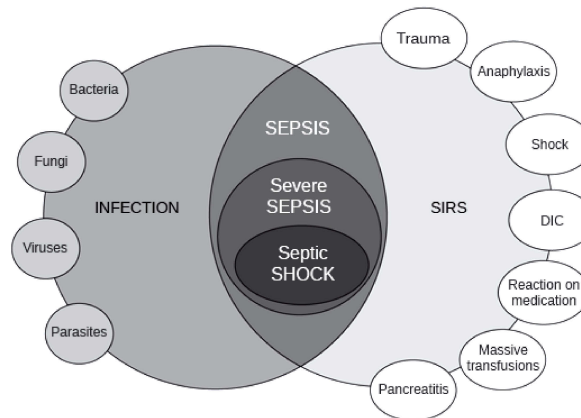 Trauma
Anaphylaxis
Bacteria
SEPSIS
Shock
Fungi
Severe
SEPSIS
INFECTION
SIRS
DIC
Viruses
Septic
SHOCK
Reaction on
medication
Parasites
Massive
transfusions
Pancreatitis